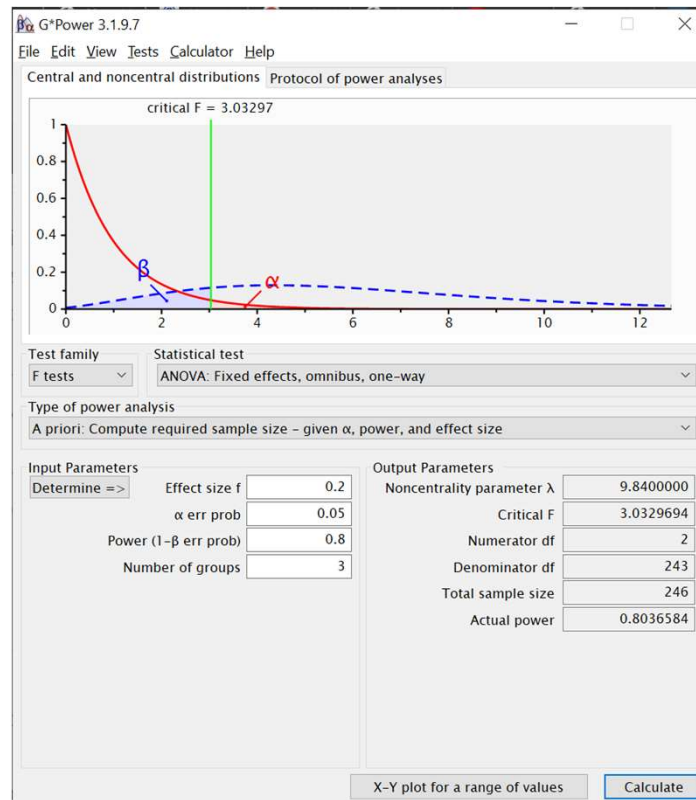 βα G*Power 3.1.9.7
File Edit View Tests Calculator Help
Central and noncentral distributions Protocol of power analyses
critical F = 3.03297
1
0.8
0.6
0.4
0.2
0
β
α
0 2 4 6 8 10 12
Test family Statistical test
F tests ANOVA: Fixed effects, omnibus, one-way
Type of power analysis
A priori: Compute required sample size - given α, power, and effect size
Input Parameters
Determine => Effect size f 0.2
α err prob 0.05
Power (1-β err prob) 0.8
Number of groups 3
Output Parameters
Noncentrality parameter λ 9.8400000
Critical F 3.0329694
Numerator df 2
Denominator df 243
Total sample size 246
Actual power 0.8036584
X-Y plot for a range of values Calculate